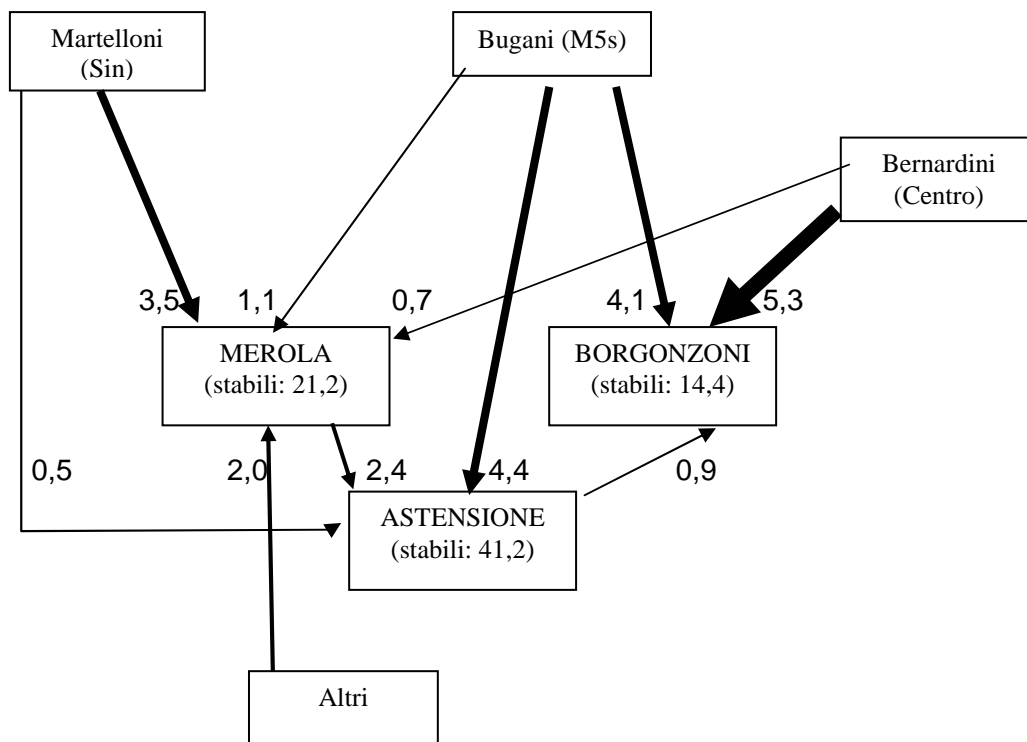 Martelloni
(Sin)
Bugani (M5s)
Bernardini
(Centro)
3,5
1,1
0,7
4,1
5,3
MEROLA
(stabili: 21,2)
BORGONZONI
(stabili: 14,4)
0,5
2,0
2,4
4,4
0,9
ASTENSIONE
(stabili: 41,2)
Altri